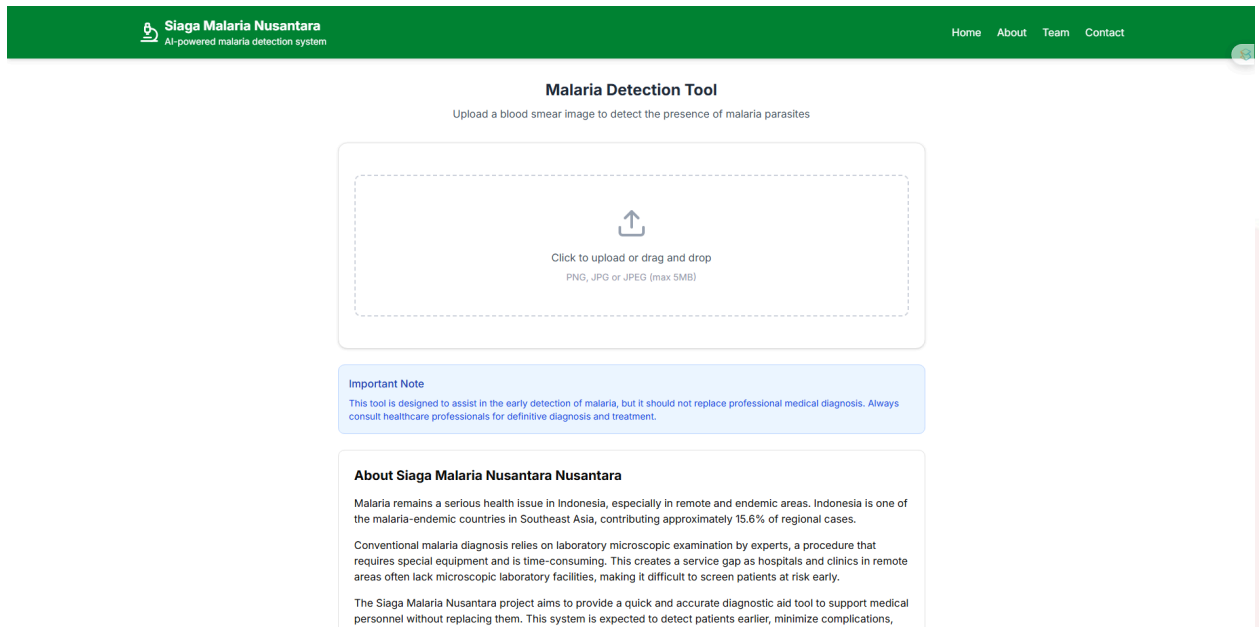 Siaga Malaria Nusantara
AI-powered malaria detection system
Home About Team Contact
Malaria Detection Tool
Upload a blood smear image to detect the presence of malaria parasites
Click to upload or drag and drop
PNG, JPG or JPEG (max 5MB)
Important Note
This tool is designed to assist in the early detection of malaria, but it should not replace professional medical diagnosis. Always
consult healthcare professionals for definitive diagnosis and treatment.
About Siaga Malaria Nusantara Nusantara
Malaria remains a serious health issue in Indonesia, especially in remote and endemic areas. Indonesia is one of
the malaria-endemic countries in Southeast Asia, contributing approximately 15.6% of regional cases.
Conventional malaria diagnosis relies on laboratory microscopic examination by experts, a procedure that
requires special equipment and is time-consuming. This creates a service gap as hospitals and clinics in remote
areas often lack microscopic laboratory facilities, making it difficult to screen patients at risk early.
The Siaga Malaria Nusantara project aims to provide a quick and accurate diagnostic aid tool to support medical
personnel without replacing them. This system is expected to detect patients earlier, minimize complications,